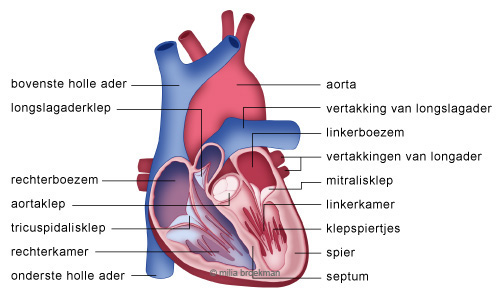 bovenste holle ader
longslagaderklep
rechterboezem
aortaklep
tricuspidalisklep
rechterkamer
onderste holle ader
aorta
vertakking van longslagader
linkerboezem
vertakkingen van longader
mitralisklep
linkerkamer
klepspiertjes
spier
septum
© milia broekman